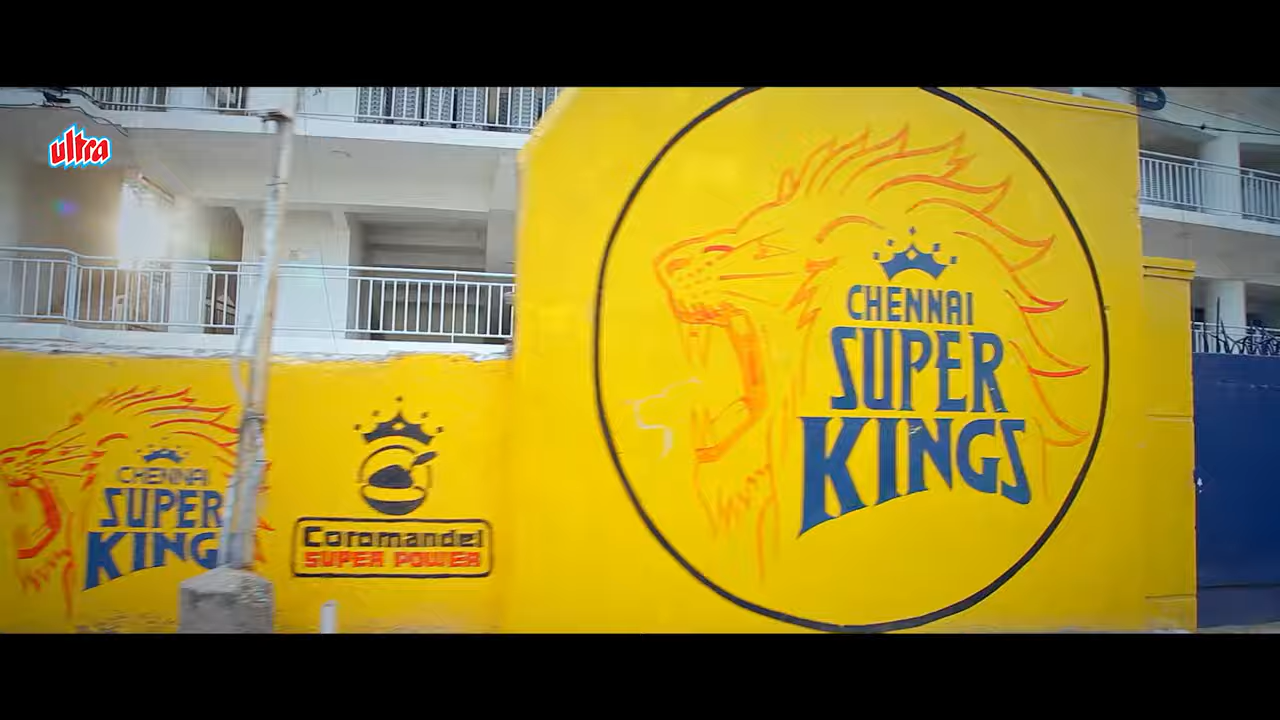 ultra
CHENNAI
SUPER
KINGS
CHENNAI
SUPER
KING
Coromandel
SUPER POWER